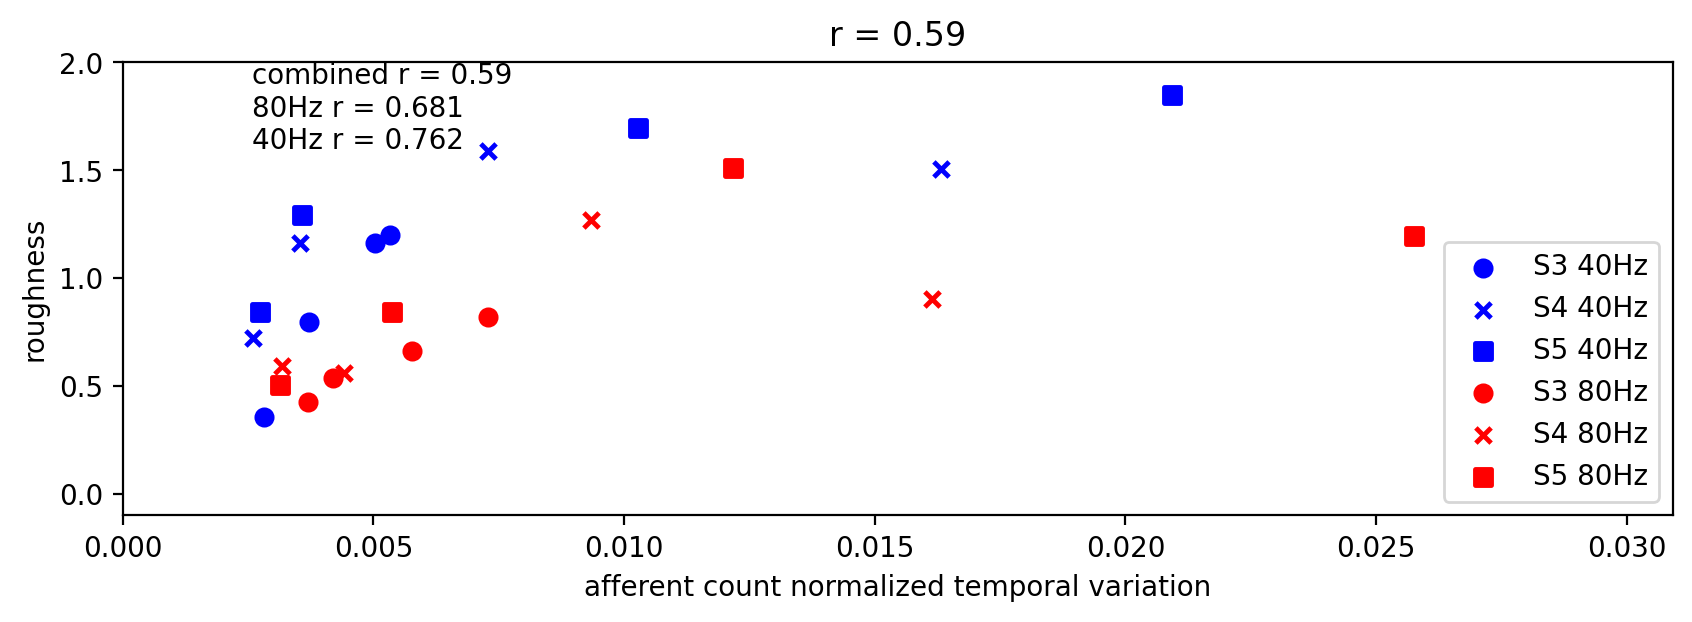 r = 0.59
combined r = 0.59
80Hz r = 0.681
40Hz r = 0.762
roughness
2.0
1.5
1.0
0.5
0.0
S3 40Hz
S4 40Hz
S5 40Hz
S3 80Hz
S4 80Hz
S5 80Hz
0.000 0.005 0.010 0.015 0.020 0.025 0.030
afferent count normalized temporal variation